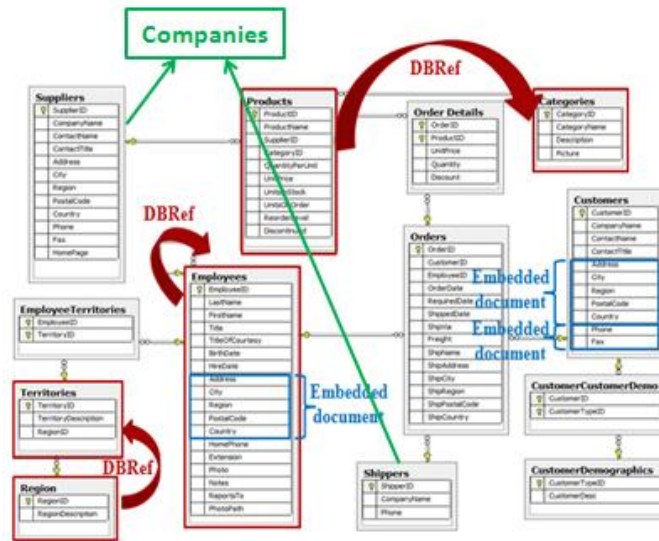 Companies
DBRef
Suppliers
SupplierID
CompanyName
ContactName
ContactTitle
Address
City
Region
PostalCode
Country
Phone
Fax
HomePage
Products
ProductID
ProductName
SupplierID
CategoryID
QuantityPerUnit
UnitPrice
UnitsInStock
UnitsOnOrder
ReorderLevel
Discontinued
Order Details
OrderID
ProductID
UnitPrice
Quantity
Discount
Categories
CategoryID
CategoryName
Description
Picture
DBRef
Employees
EmployeeID
LastName
FirstName
Title
TitleOfCourtesy
BirthDate
HireDate
Address
City
Region
PostalCode
Country
HomePhone
Extension
Photo
Notes
ReportsTo
PhotoPath
Embedded
document
Orders
OrderID
CustomerID
EmployeeID
OrderDate
RequiredDate
ShippedDate
ShipVia
Freight
ShipName
ShipAddress
ShipCity
ShipRegion
ShipPostalCode
ShipCountry
Customers
CustomerID
CompanyName
ContactName
ContactTitle
Address
City
Region
PostalCode
Country
Phone
Fax
Embedded
document
Embedded
document
EmployeeTerritories
EmployeeID
TerritoryID
Territories
TerritoryID
TerritoryDescription
RegionID
DBRef
Region
RegionID
RegionDescription
Shippers
ShipperID
CompanyName
Phone
CustomerCustomerDemo
CustomerID
CustomerTypeID
CustomerDemographics
CustomerTypeID
CustomerDesc